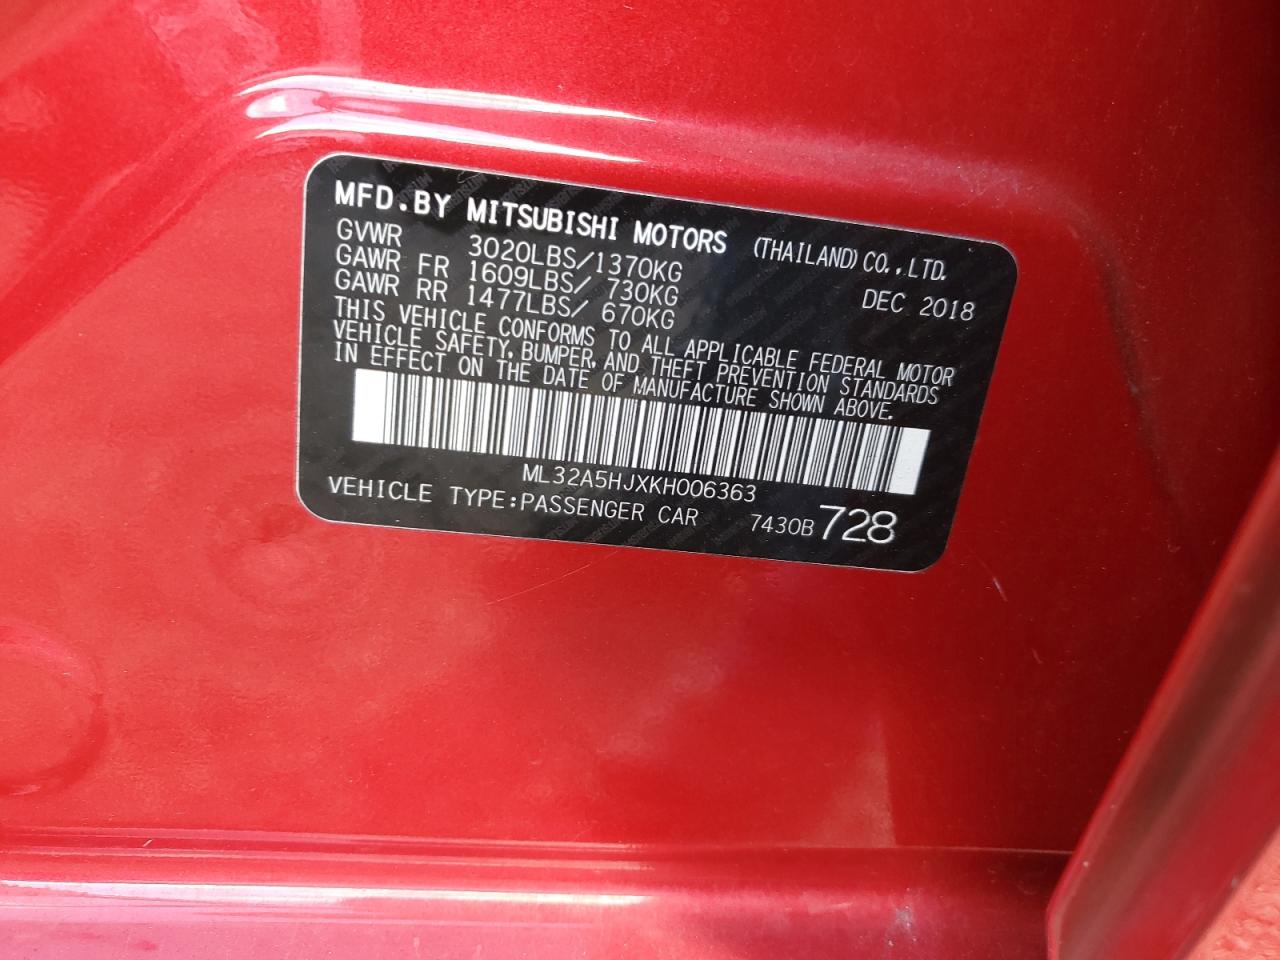 MFD.BY MITSUBISHI MOTORS (THAILAND) CO.,LTD.
GVWR 3020LBS/1370KG DEC 2018
GAWR FR 1609LBS/ 730KG
GAWR RR 1477LBS/ 670KG
THIS VEHICLE CONFORMS TO ALL APPLICABLE FEDERAL MOTOR
VEHICLE SAFETY, BUMPER, AND THEFT PREVENTION STANDARDS
IN EFFECT ON THE DATE OF MANUFACTURE SHOWN ABOVE.
ML32A5HJXKH006363
VEHICLE TYPE:PASSENGER CAR 7430B 728